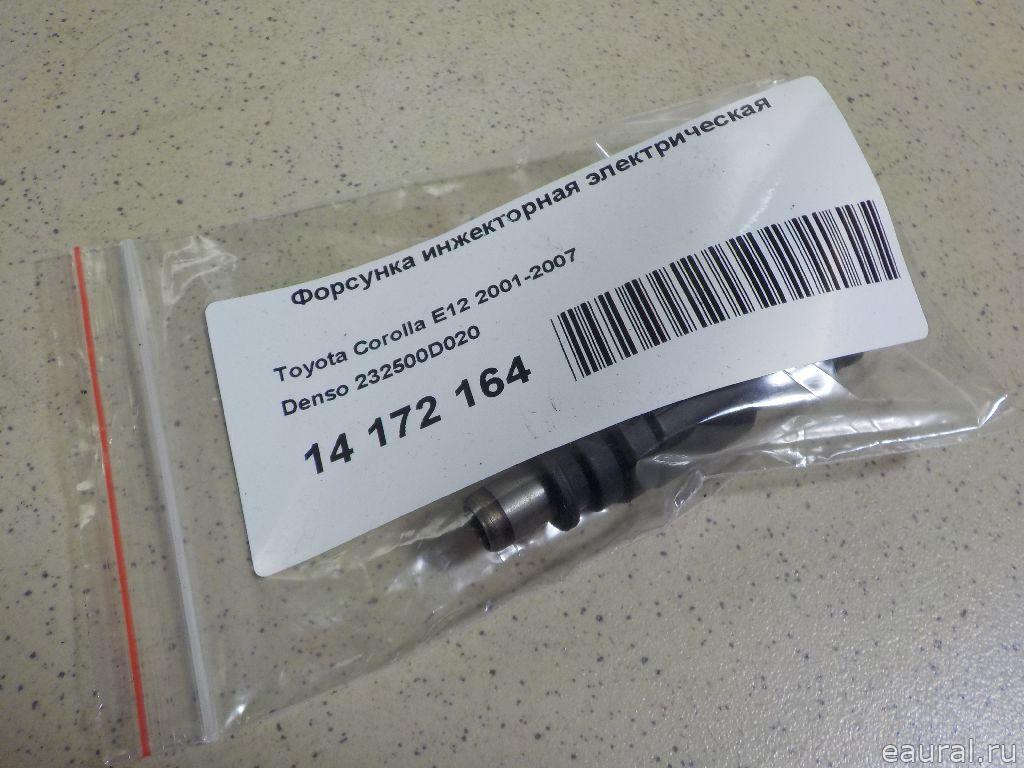 Форсунка инжекторная электрическая
Toyota Corolla E12 2001-2007
Denso 232500D020
14 172 164
eaural.ru